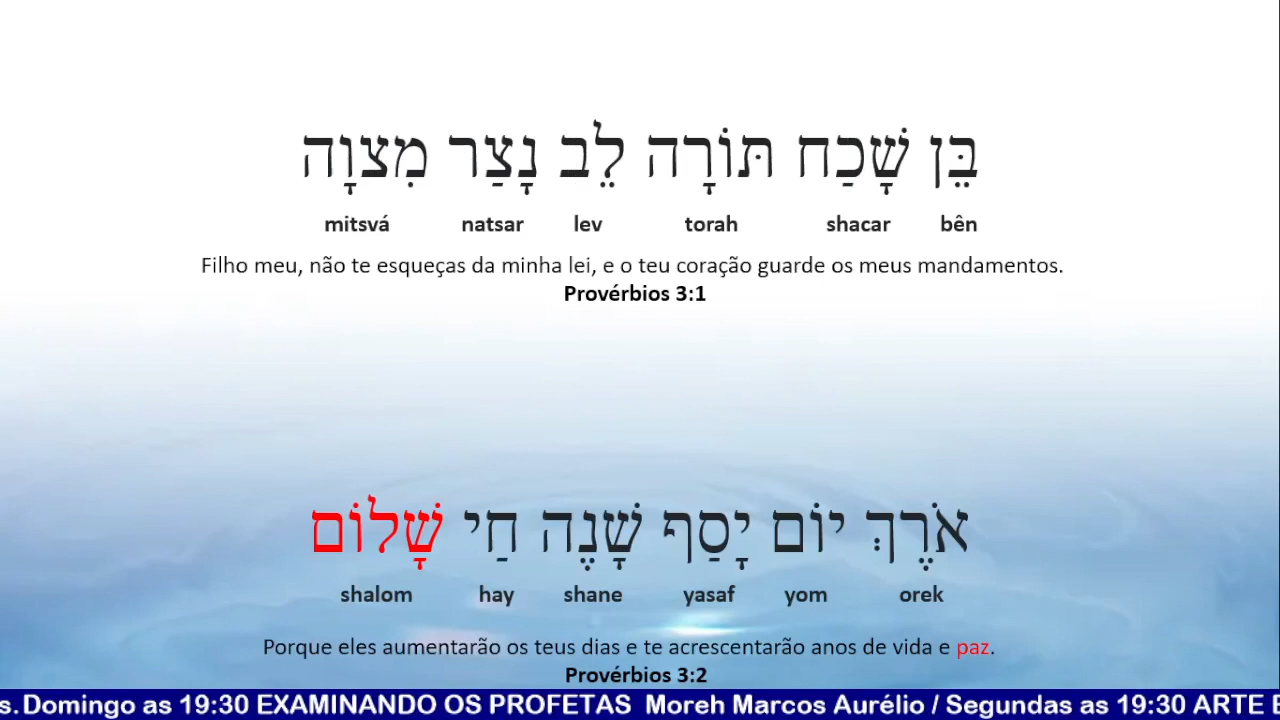 בֵּן שָׁכַח תּוֹרָה לֵב נָצַר מִצוָה
mitsvá natsar lev torah shacar bên
Filho meu, não te esqueças da minha lei, e o teu coração guarde os meus mandamentos.
Provérbios 3:1
אֹרֶךְ יוֹם יָסַף שָׁנֶה חַי שָׁלוֹם
shalom hay shane yasaf yom orek
Porque eles aumentarão os teus dias e te acrescentarão anos de vida e paz.
Provérbios 3:2
s. Domingo as 19:30 EXAMINANDO OS PROFETAS Moreh Marcos Aurélio / Segundas as 19:30 ARTE